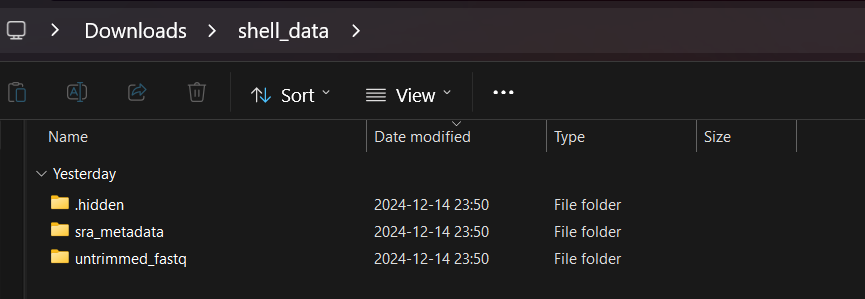 Downloads shell_data
Sort View
Name Date modified Type Size
Yesterday
.hidden 2024-12-14 23:50 File folder
sra_metadata 2024-12-14 23:50 File folder
untrimmed_fastq 2024-12-14 23:50 File folder